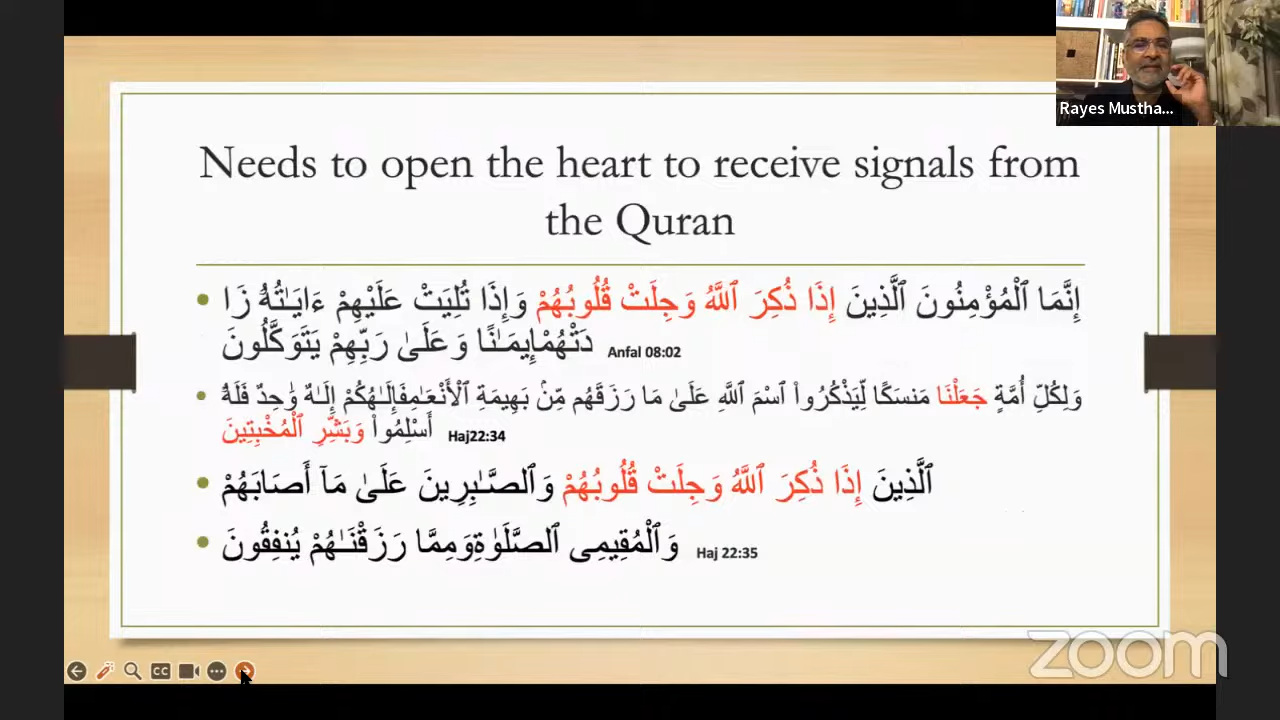 Rayes Mustha...
Needs to open the heart to receive signals from
the Quran
• إِنَّمَا ٱلْمُؤْمِنُونَ ٱلَّذِينَ إِذَا ذُكِرَ ٱللَّهُ وَجِلَتْ قُلُوبُهُمْ وَإِذَا تُلِيَتْ عَلَيْهِمْ ءَايَـٰتُهُۥ زَا
دَتْهُمْإِيمَـٰنًا وَعَلَىٰ رَبِّهِمْ يَتَوَكَّلُونَ Anfal 08:02
• وَلِكُلِّ أُمَّةٍ جَعَلْنَا مَنسَكًا لِّيَذْكُرُوا۟ ٱسْمَ ٱللَّهِ عَلَىٰ مَا رَزَقَهُم مِّنۢ بَهِيمَةِ ٱلْأَنْعَـٰمِفَإِلَـٰهُكُمْ إِلَـٰهٌ وَٰحِدٌ فَلَهُۥٓ
أَسْلِمُوا۟ وَبَشِّرِ ٱلْمُخْبِتِينَ Haj22:34
• ٱلَّذِينَ إِذَا ذُكِرَ ٱللَّهُ وَجِلَتْ قُلُوبُهُمْ وَٱلصَّـٰبِرِينَ عَلَىٰ مَآ أَصَابَهُمْ
• وَٱلْمُقِيمِى ٱلصَّلَوٰةِوَمِمَّا رَزَقْنَـٰهُمْ يُنفِقُونَ Haj 22:35
CC
zoom